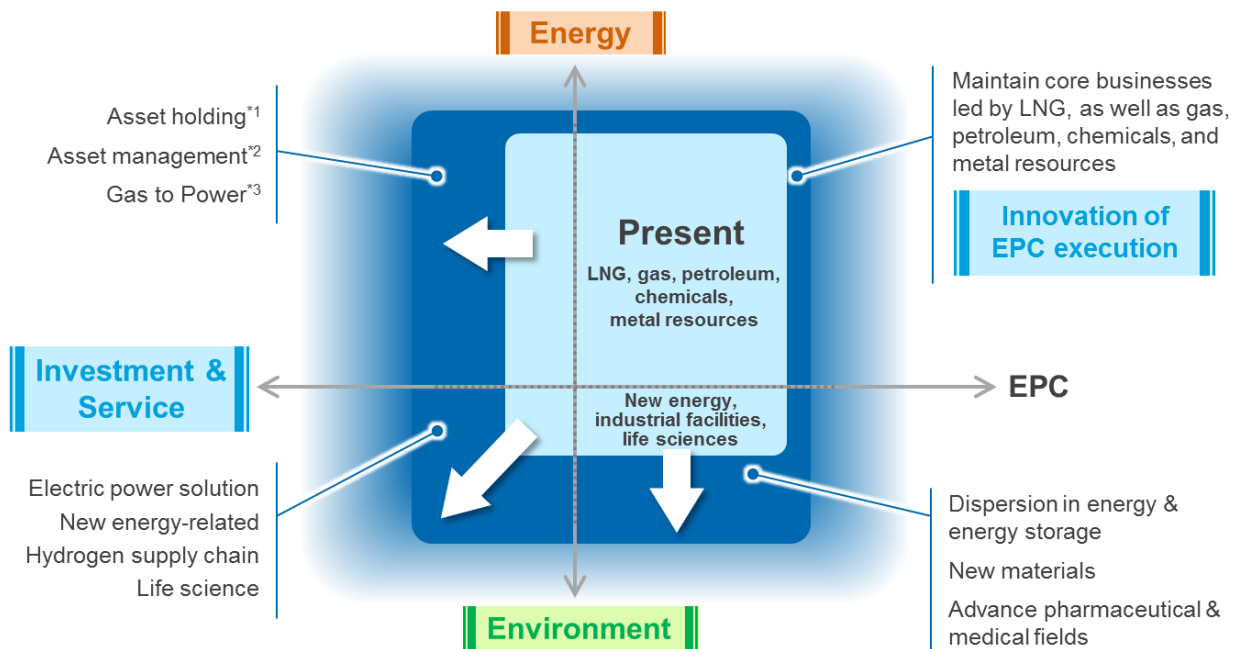 Energy
Asset holding*1
Asset management*2
Gas to Power*3
Maintain core businesses
led by LNG, as well as gas,
petroleum, chemicals, and
metal resources
Innovation of
EPC execution
Present
LNG, gas, petroleum,
chemicals,
metal resources
Investment &
Service
EPC
New energy,
industrial facilities,
life sciences
Electric power solution
New energy-related
Hydrogen supply chain
Life science
Dispersion in energy &
energy storage
New materials
Advance pharmaceutical &
medical fields
Environment